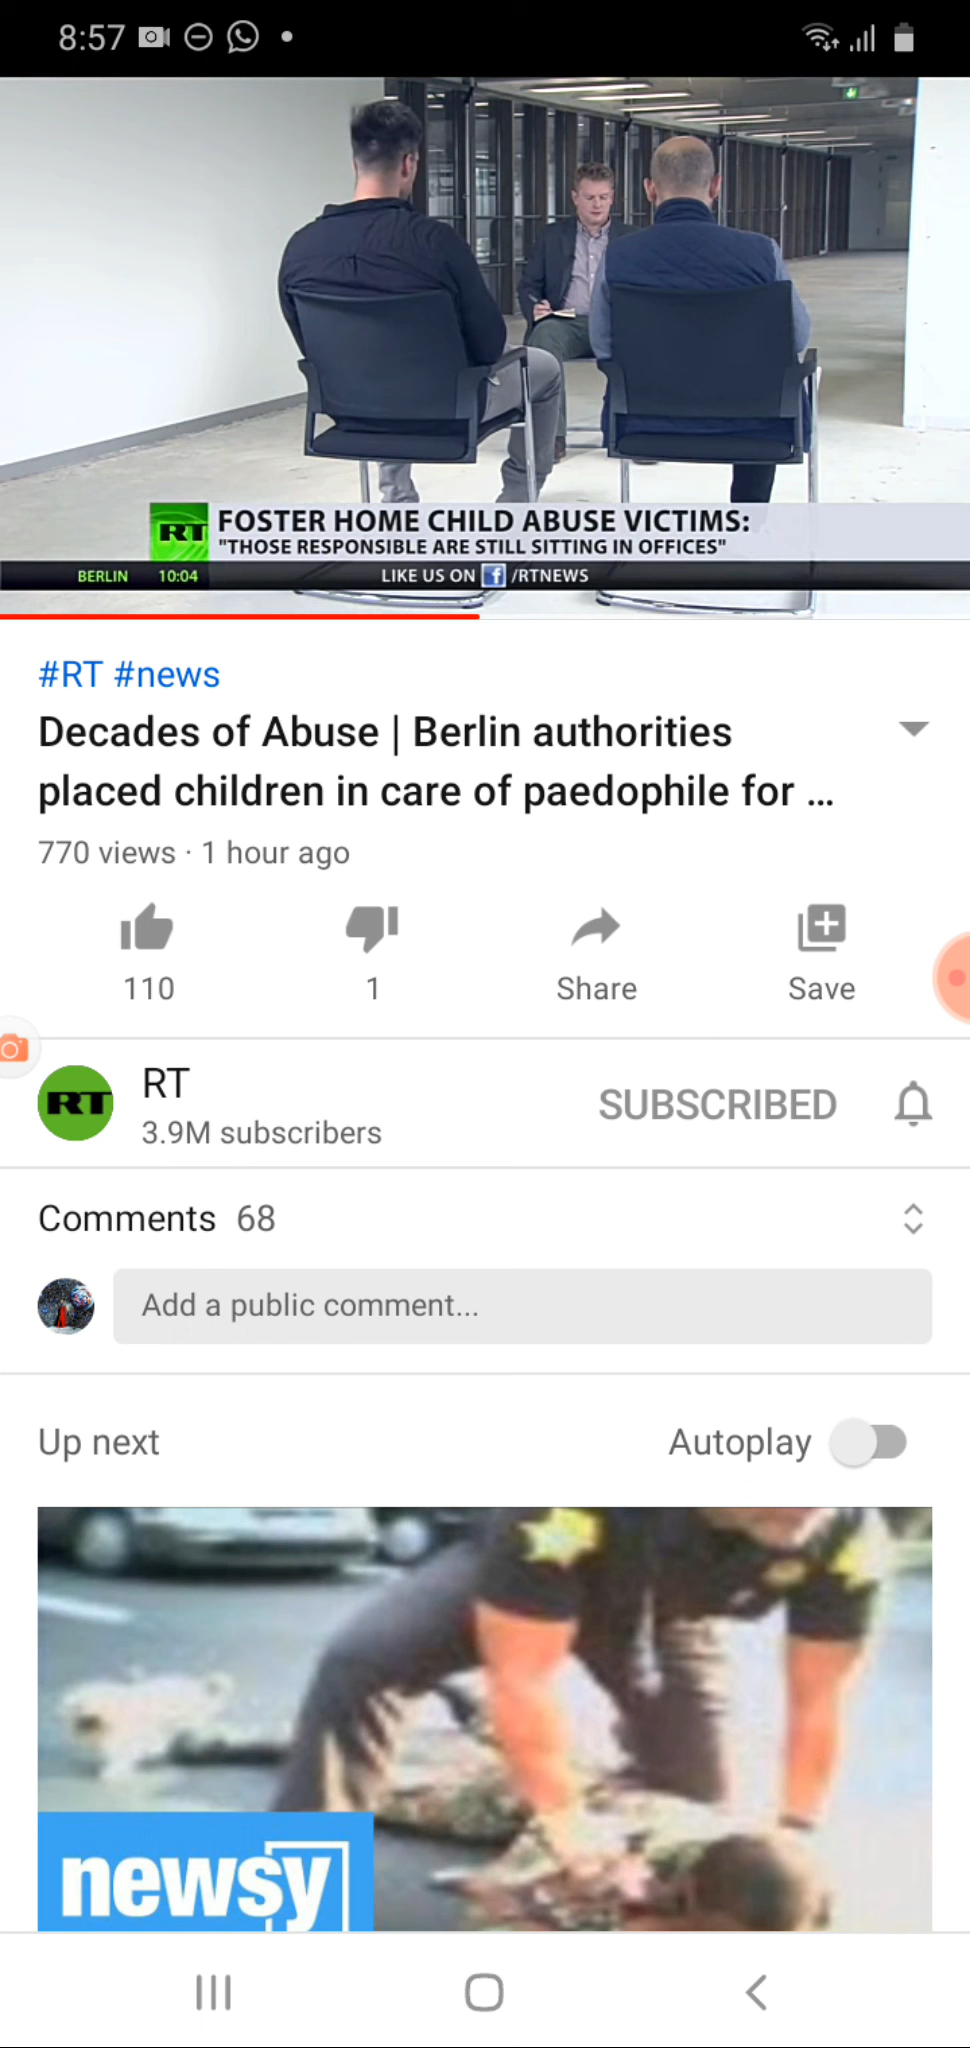 8:57
RT
FOSTER HOME CHILD ABUSE VICTIMS:
"THOSE RESPONSIBLE ARE STILL SITTING IN OFFICES"
BERLIN 10:04 LIKE US ON f /RTNEWS
#RT #news
Decades of Abuse | Berlin authorities
placed children in care of paedophile for ...
770 views · 1 hour ago
110 1 Share Save
RT
RT
3.9M subscribers
SUBSCRIBED
Comments 68
Add a public comment...
Up next Autoplay
newsy